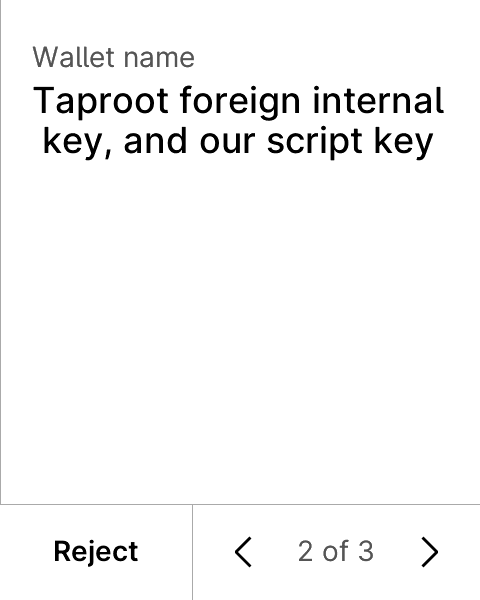 Wallet name
Taproot foreign internal
key, and our script key
Reject
2 of 3